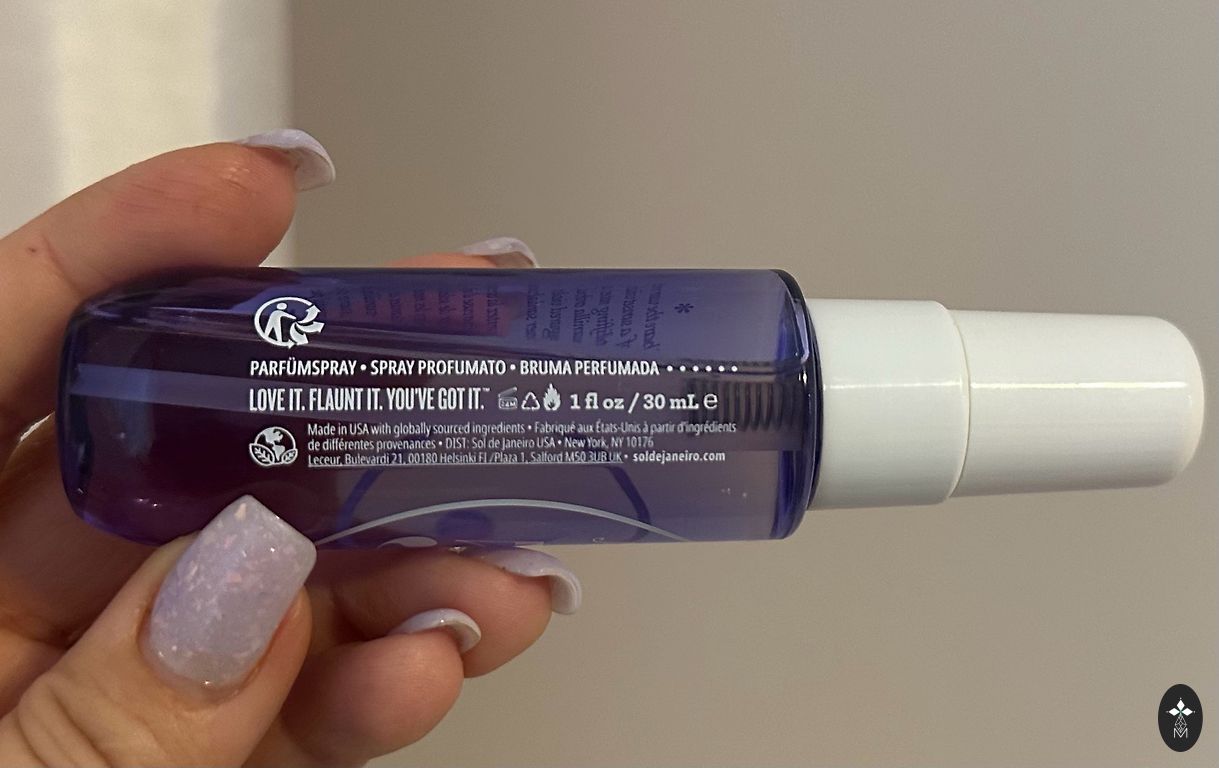 PARFÜMSPRAY • SPRAY PROFUMATO • BRUMA PERFUMADA • • • • • •
LOVE IT. FLAUNT IT. YOU'VE GOT IT.™ 24M 1 fl oz / 30 mL e
Made in USA with globally sourced ingredients • Fabriqué aux États-Unis à partir d'ingrédients
de différentes provenances • DIST: Sol de Janeiro USA • New York, NY 10176
Leceur, Bulevardi 21, 00180 Helsinki FI /Plaza 1, Salford M50 3UB UK • soldejaneiro.com
M